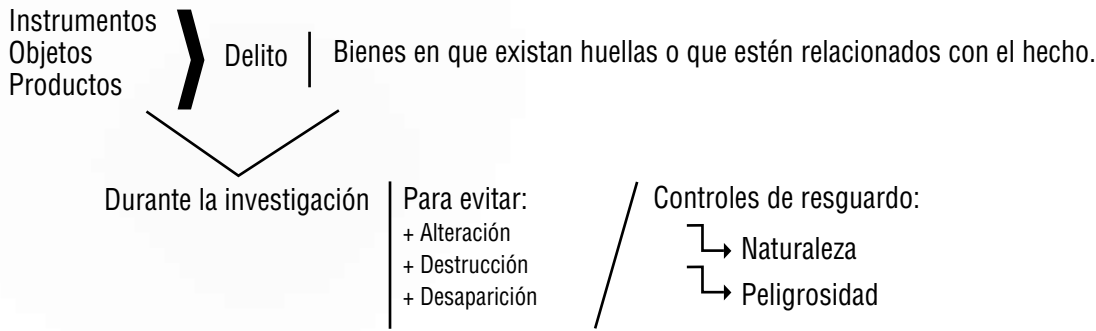 Instrumentos
Objetos
Productos
Delito
Bienes en que existan huellas o que estén relacionados con el hecho.
Durante la investigación
Para evitar:
+ Alteración
+ Destrucción
+ Desaparición
Controles de resguardo:
Naturaleza
Peligrosidad